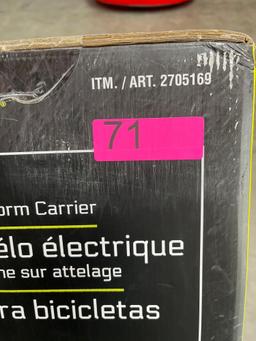 ITM. / ART. 2705169
71
orm Carrier
élo électrique
ne sur attelage
ra bicicletas